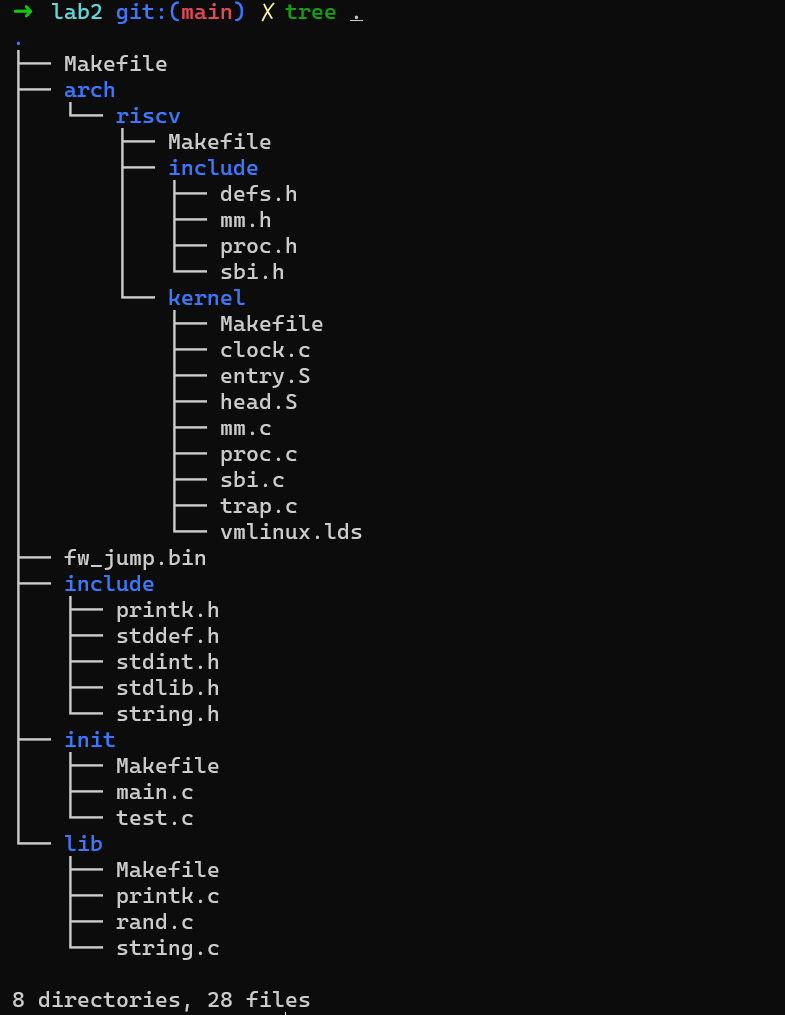 ➜ lab2 git:(main) ✗ tree .
.
├── Makefile
├── arch
│   └── riscv
│       ├── Makefile
│       ├── include
│       │   ├── defs.h
│       │   ├── mm.h
│       │   ├── proc.h
│       │   └── sbi.h
│       └── kernel
│           ├── Makefile
│           ├── clock.c
│           ├── entry.S
│           ├── head.S
│           ├── mm.c
│           ├── proc.c
│           ├── sbi.c
│           ├── trap.c
│           └── vmlinux.lds
├── fw_jump.bin
├── include
│   ├── printk.h
│   ├── stddef.h
│   ├── stdint.h
│   ├── stdlib.h
│   └── string.h
├── init
│   ├── Makefile
│   ├── main.c
│   └── test.c
└── lib
    ├── Makefile
    ├── printk.c
    ├── rand.c
    └── string.c
8 directories, 28 files